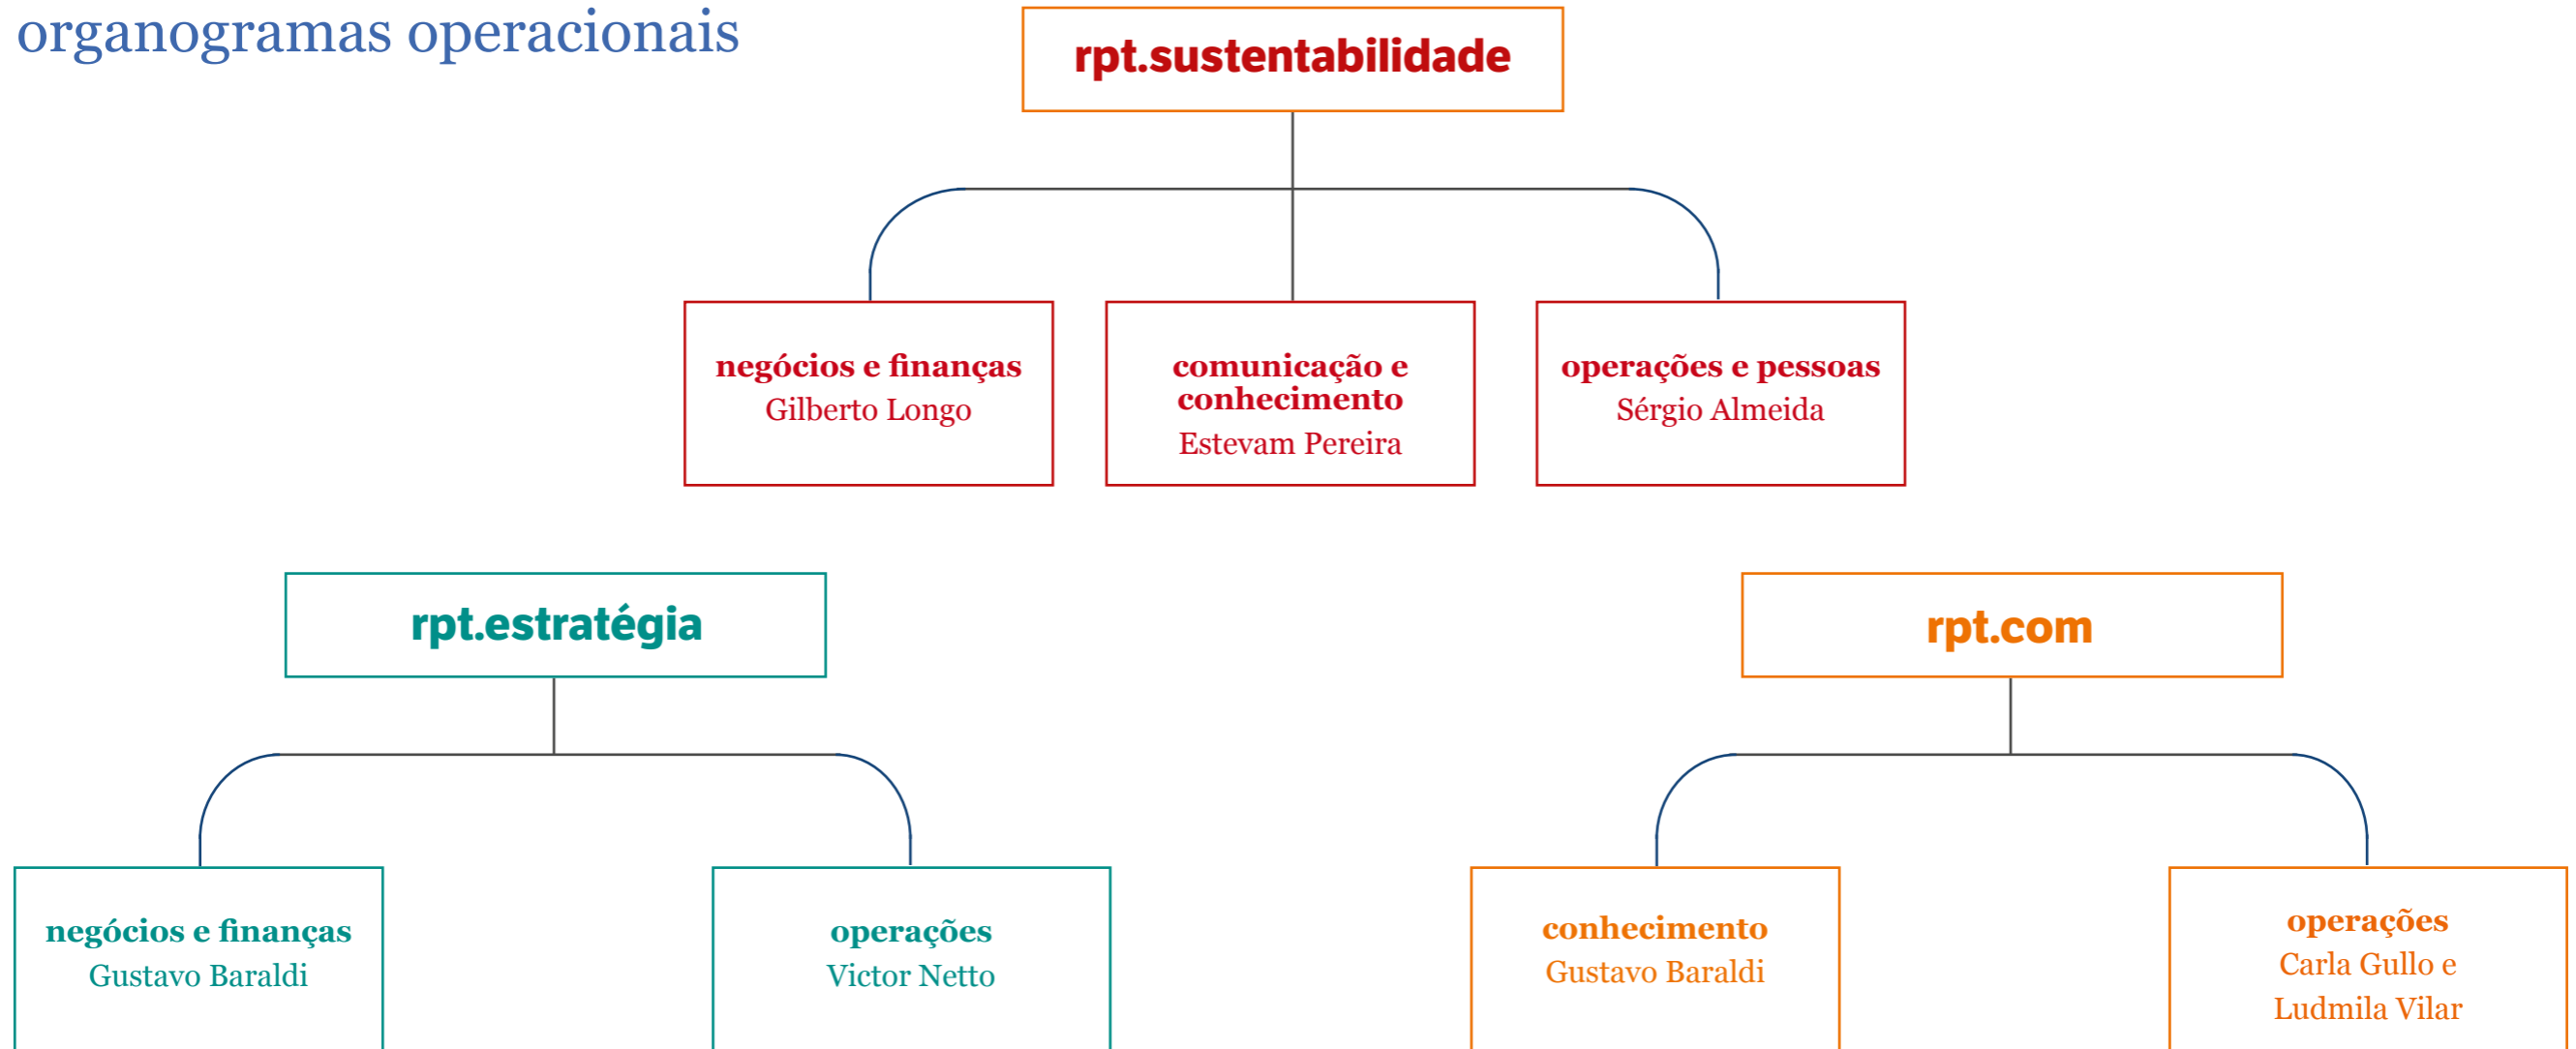 organogramas operacionais
rpt.sustentabilidade
negócios e finanças
Gilberto Longo
comunicação e
conhecimento
Estevam Pereira
operações e pessoas
Sérgio Almeida
rpt.estratégia
negócios e finanças
Gustavo Baraldi
operações
Victor Netto
rpt.com
conhecimento
Gustavo Baraldi
operações
Carla Gullo e
Ludmila Vilar